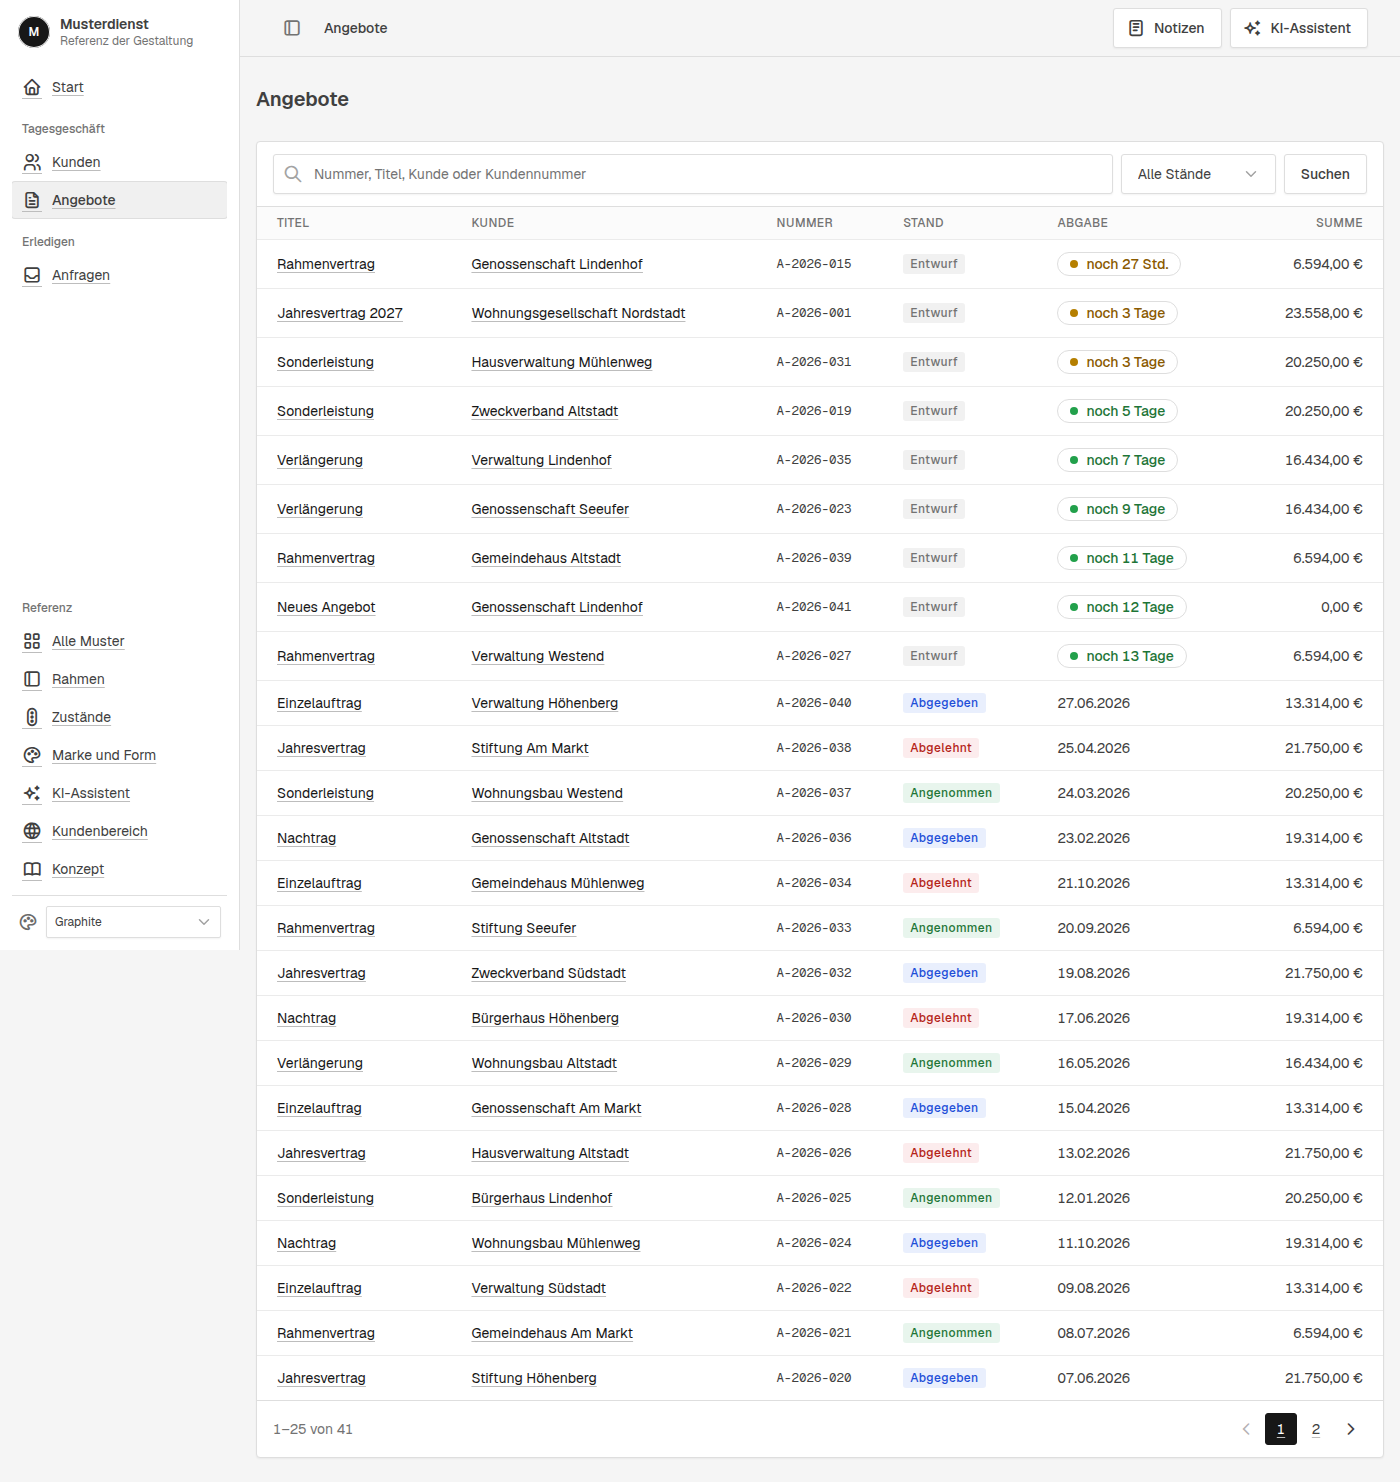 M
Musterdienst
Referenz der Gestaltung
Start
Tagesgeschäft
Kunden
Angebote
Erledigen
Anfragen
Referenz
Alle Muster
Rahmen
Zustände
Marke und Form
KI-Assistent
Kundenbereich
Konzept
Graphite
Angebote
Notizen
KI-Assistent
Angebote
Nummer, Titel, Kunde oder Kundennummer
Alle Stände
Suchen
TITEL KUNDE NUMMER STAND ABGABE SUMME
Rahmenvertrag Genossenschaft Lindenhof A-2026-015 Entwurf noch 27 Std. 6.594,00 €
Jahresvertrag 2027 Wohnungsgesellschaft Nordstadt A-2026-001 Entwurf noch 3 Tage 23.558,00 €
Sonderleistung Hausverwaltung Mühlenweg A-2026-031 Entwurf noch 3 Tage 20.250,00 €
Sonderleistung Zweckverband Altstadt A-2026-019 Entwurf noch 5 Tage 20.250,00 €
Verlängerung Verwaltung Lindenhof A-2026-035 Entwurf noch 7 Tage 16.434,00 €
Verlängerung Genossenschaft Seeufer A-2026-023 Entwurf noch 9 Tage 16.434,00 €
Rahmenvertrag Gemeindehaus Altstadt A-2026-039 Entwurf noch 11 Tage 6.594,00 €
Neues Angebot Genossenschaft Lindenhof A-2026-041 Entwurf noch 12 Tage 0,00 €
Rahmenvertrag Verwaltung Westend A-2026-027 Entwurf noch 13 Tage 6.594,00 €
Einzelauftrag Verwaltung Höhenberg A-2026-040 Abgegeben 27.06.2026 13.314,00 €
Jahresvertrag Stiftung Am Markt A-2026-038 Abgelehnt 25.04.2026 21.750,00 €
Sonderleistung Wohnungsbau Westend A-2026-037 Angenommen 24.03.2026 20.250,00 €
Nachtrag Genossenschaft Altstadt A-2026-036 Abgegeben 23.02.2026 19.314,00 €
Einzelauftrag Gemeindehaus Mühlenweg A-2026-034 Abgelehnt 21.10.2026 13.314,00 €
Rahmenvertrag Stiftung Seeufer A-2026-033 Angenommen 20.09.2026 6.594,00 €
Jahresvertrag Zweckverband Südstadt A-2026-032 Abgegeben 19.08.2026 21.750,00 €
Nachtrag Bürgerhaus Höhenberg A-2026-030 Abgelehnt 17.06.2026 19.314,00 €
Verlängerung Wohnungsbau Altstadt A-2026-029 Angenommen 16.05.2026 16.434,00 €
Einzelauftrag Genossenschaft Am Markt A-2026-028 Abgegeben 15.04.2026 13.314,00 €
Jahresvertrag Hausverwaltung Altstadt A-2026-026 Abgelehnt 13.02.2026 21.750,00 €
Sonderleistung Bürgerhaus Lindenhof A-2026-025 Angenommen 12.01.2026 20.250,00 €
Nachtrag Wohnungsbau Mühlenweg A-2026-024 Abgegeben 11.10.2026 19.314,00 €
Einzelauftrag Verwaltung Südstadt A-2026-022 Abgelehnt 09.08.2026 13.314,00 €
Rahmenvertrag Gemeindehaus Am Markt A-2026-021 Angenommen 08.07.2026 6.594,00 €
Jahresvertrag Stiftung Höhenberg A-2026-020 Abgegeben 07.06.2026 21.750,00 €
1–25 von 41
1 2